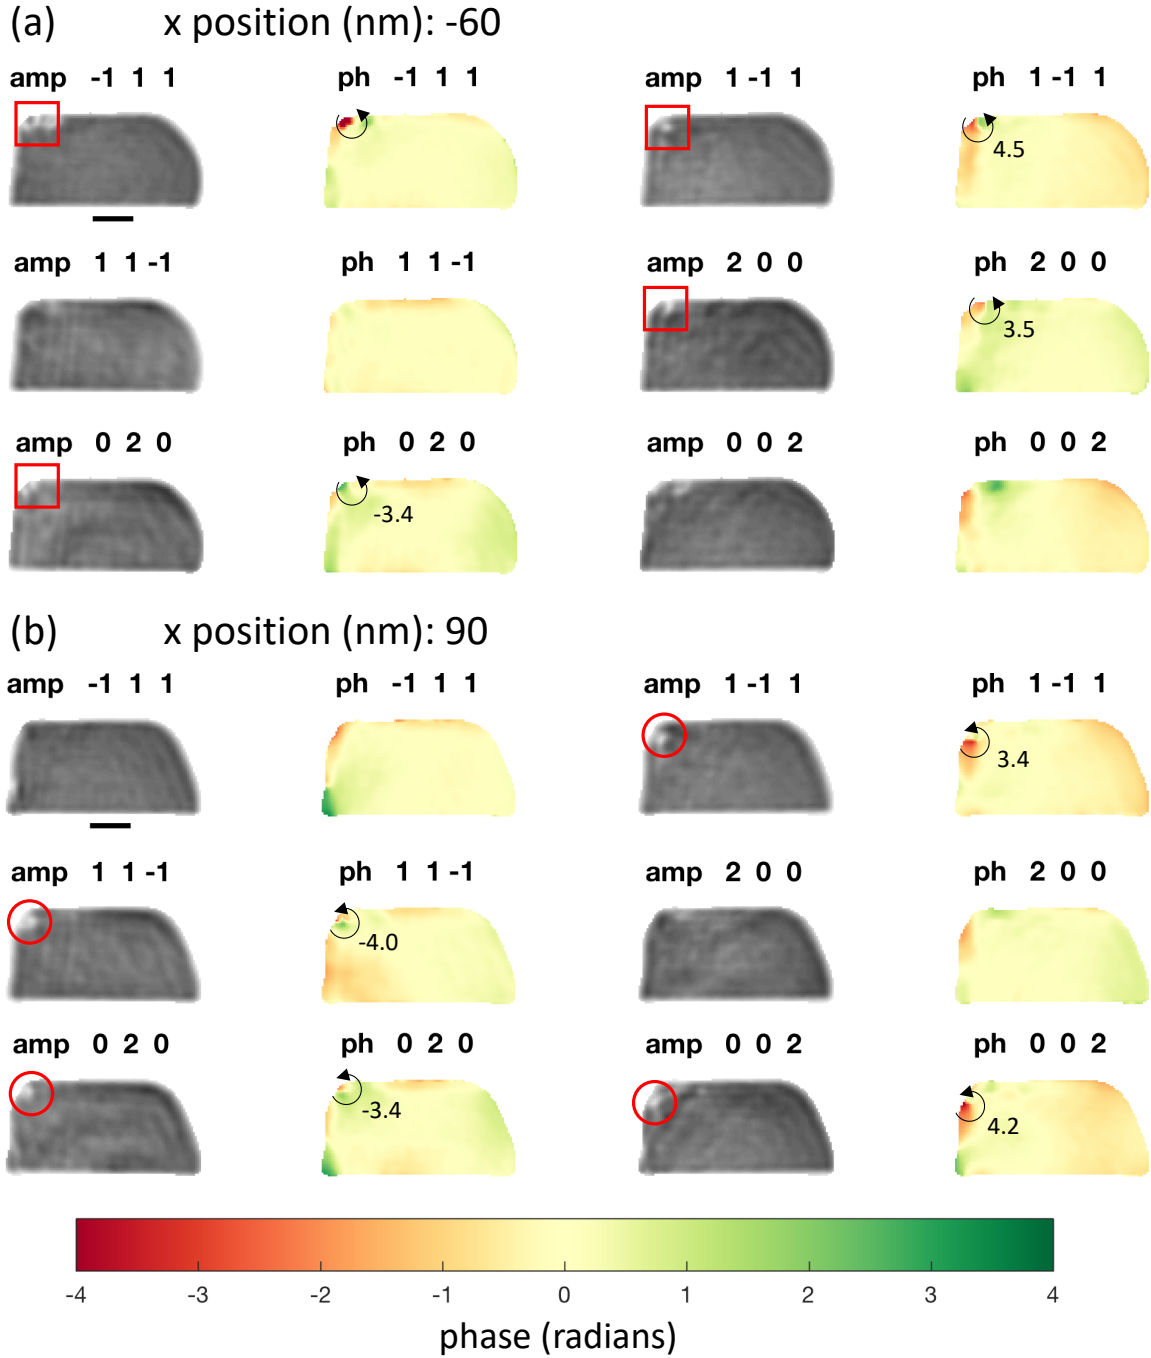 (a) x position (nm): -60
amp -1 1 1 ph -1 1 1 amp 1 -1 1 ph 1 -1 1
4.5
amp 1 1 -1 ph 1 1 -1 amp 2 0 0 ph 2 0 0
3.5
amp 0 2 0 ph 0 2 0 amp 0 0 2 ph 0 0 2
-3.4
(b) x position (nm): 90
amp -1 1 1 ph -1 1 1 amp 1 -1 1 ph 1 -1 1
3.4
amp 1 1 -1 ph 1 1 -1 amp 2 0 0 ph 2 0 0
-4.0
amp 0 2 0 ph 0 2 0 amp 0 0 2 ph 0 0 2
-3.4 4.2
-4 -3 -2 -1 0 1 2 3 4
phase (radians)